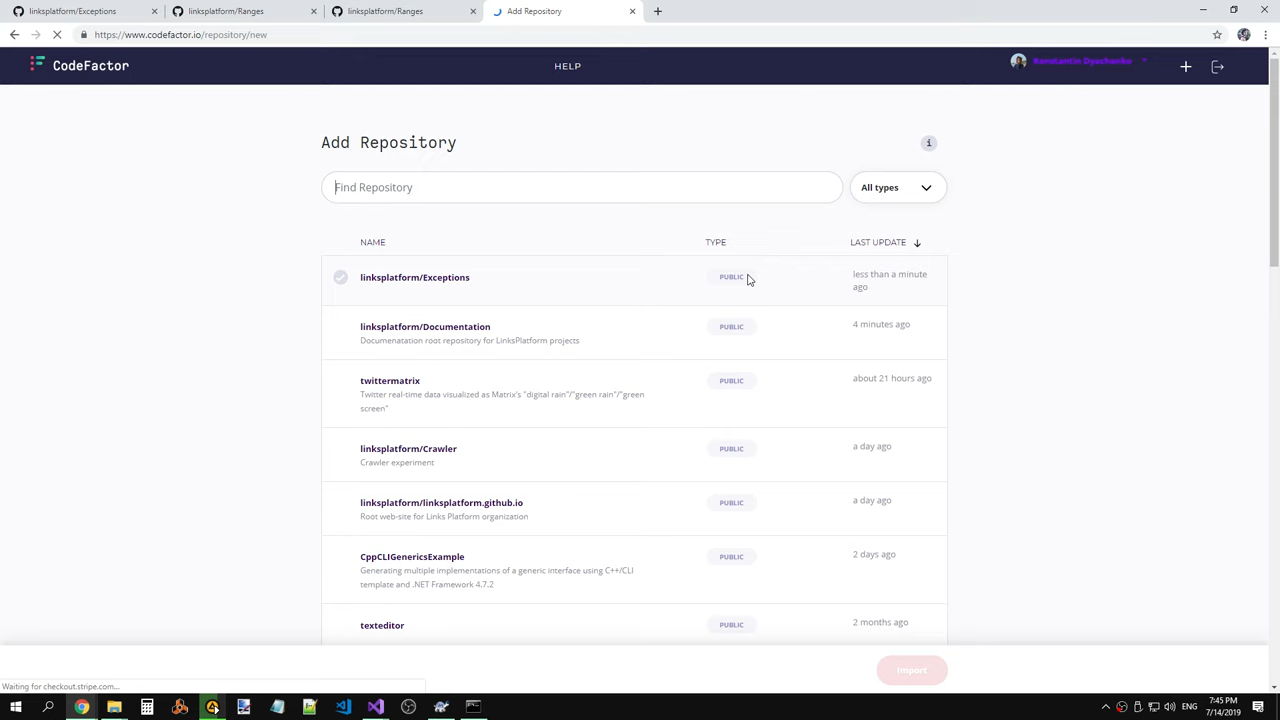 linksplatform/Exceptions
linksplatform/Ranges
linksplatform/Ranges
Add Repository
https://www.codefactor.io/repository/new
CodeFactor
HELP
Konstantin Dyachenko
Add Repository
i
Find Repository
All types
NAME
TYPE
LAST UPDATE
linksplatform/Exceptions
PUBLIC
less than a minute
ago
linksplatform/Documentation
PUBLIC
4 minutes ago
Documenatation root repository for LinksPlatform projects
twittermatrix
PUBLIC
about 21 hours ago
Twitter real-time data visualized as Matrix's "digital rain"/"green rain"/"green
screen"
linksplatform/Crawler
PUBLIC
a day ago
Crawler experiment
linksplatform/linksplatform.github.io
PUBLIC
a day ago
Root web-site for Links Platform organization
CppCLIGenericsExample
PUBLIC
2 days ago
Generating multiple implementations of a generic interface using C++/CLI
template and .NET Framework 4.7.2
texteditor
PUBLIC
2 months ago
Import
Waiting for checkout.stripe.com...
7:45 PM
7/14/2019